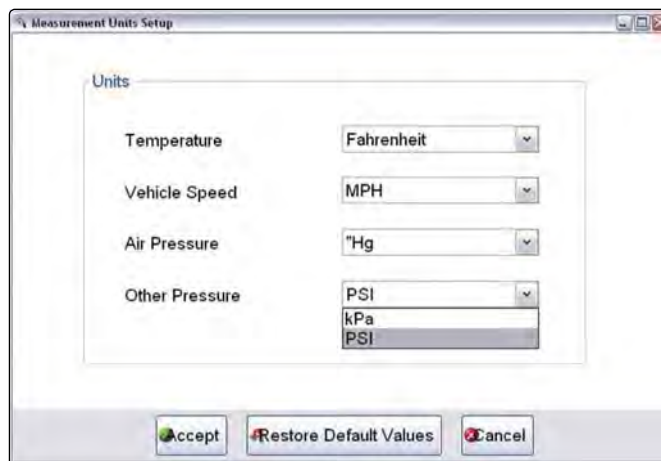 Measurement Units Setup
Units
Temperature Fahrenheit
Vehicle Speed MPH
Air Pressure "Hg
Other Pressure PSI
kPa
PSI
Accept Restore Default Values Cancel